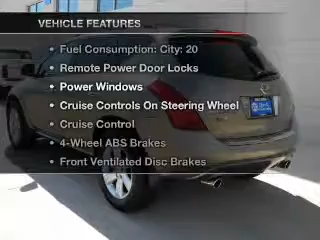 VEHICLE FEATURES
• Fuel Consumption: City: 20
• Remote Power Door Locks
• Power Windows
• Cruise Controls On Steering Wheel
• Cruise Control
• 4-Wheel ABS Brakes
• Front Ventilated Disc Brakes